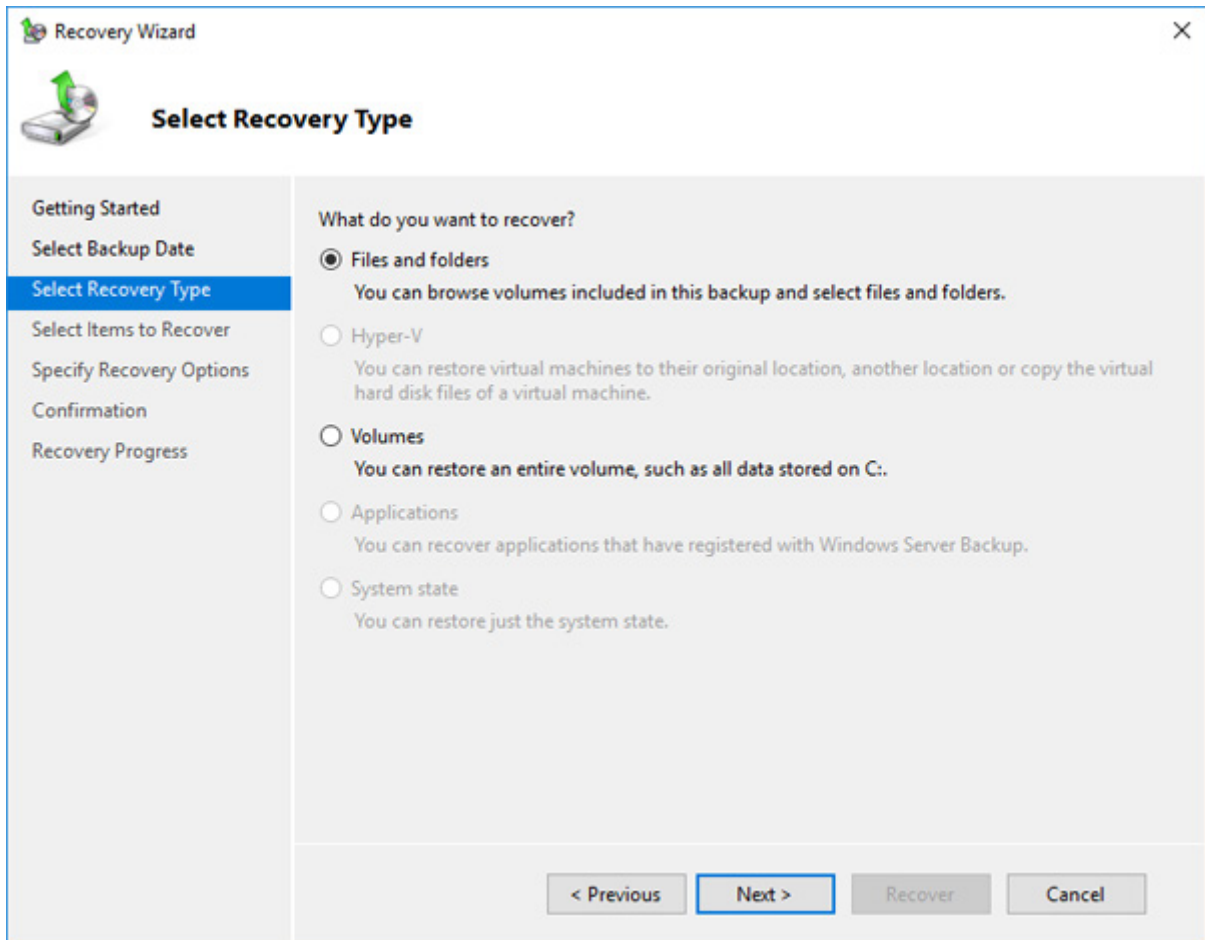 Recovery Wizard
Select Recovery Type
Getting Started
Select Backup Date
Select Recovery Type
Select Items to Recover
Specify Recovery Options
Confirmation
Recovery Progress
What do you want to recover?
Files and folders
You can browse volumes included in this backup and select files and folders.
Hyper-V
You can restore virtual machines to their original location, another location or copy the virtual
hard disk files of a virtual machine.
Volumes
You can restore an entire volume, such as all data stored on C:.
Applications
You can recover applications that have registered with Windows Server Backup.
System state
You can restore just the system state.
< Previous
Next >
Recover
Cancel